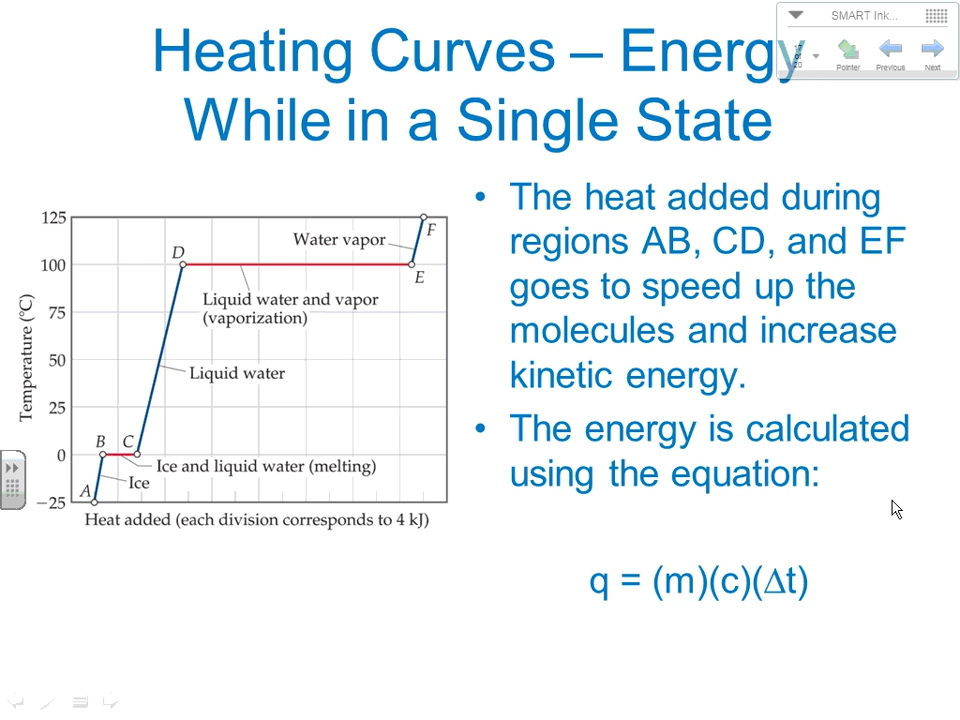 SMART Ink...
Pointer
Previous
Next
Heating Curves – Energy
While in a Single State
• The heat added during
regions AB, CD, and EF
goes to speed up the
molecules and increase
kinetic energy.
• The energy is calculated
using the equation:
q = (m)(c)(∆t)
Temperature (°C)
125
100
75
50
25
0
−25
Water vapor
F
D
E
Liquid water and vapor
(vaporization)
Liquid water
B
C
Ice and liquid water (melting)
A
Ice
Heat added (each division corresponds to 4 kJ)